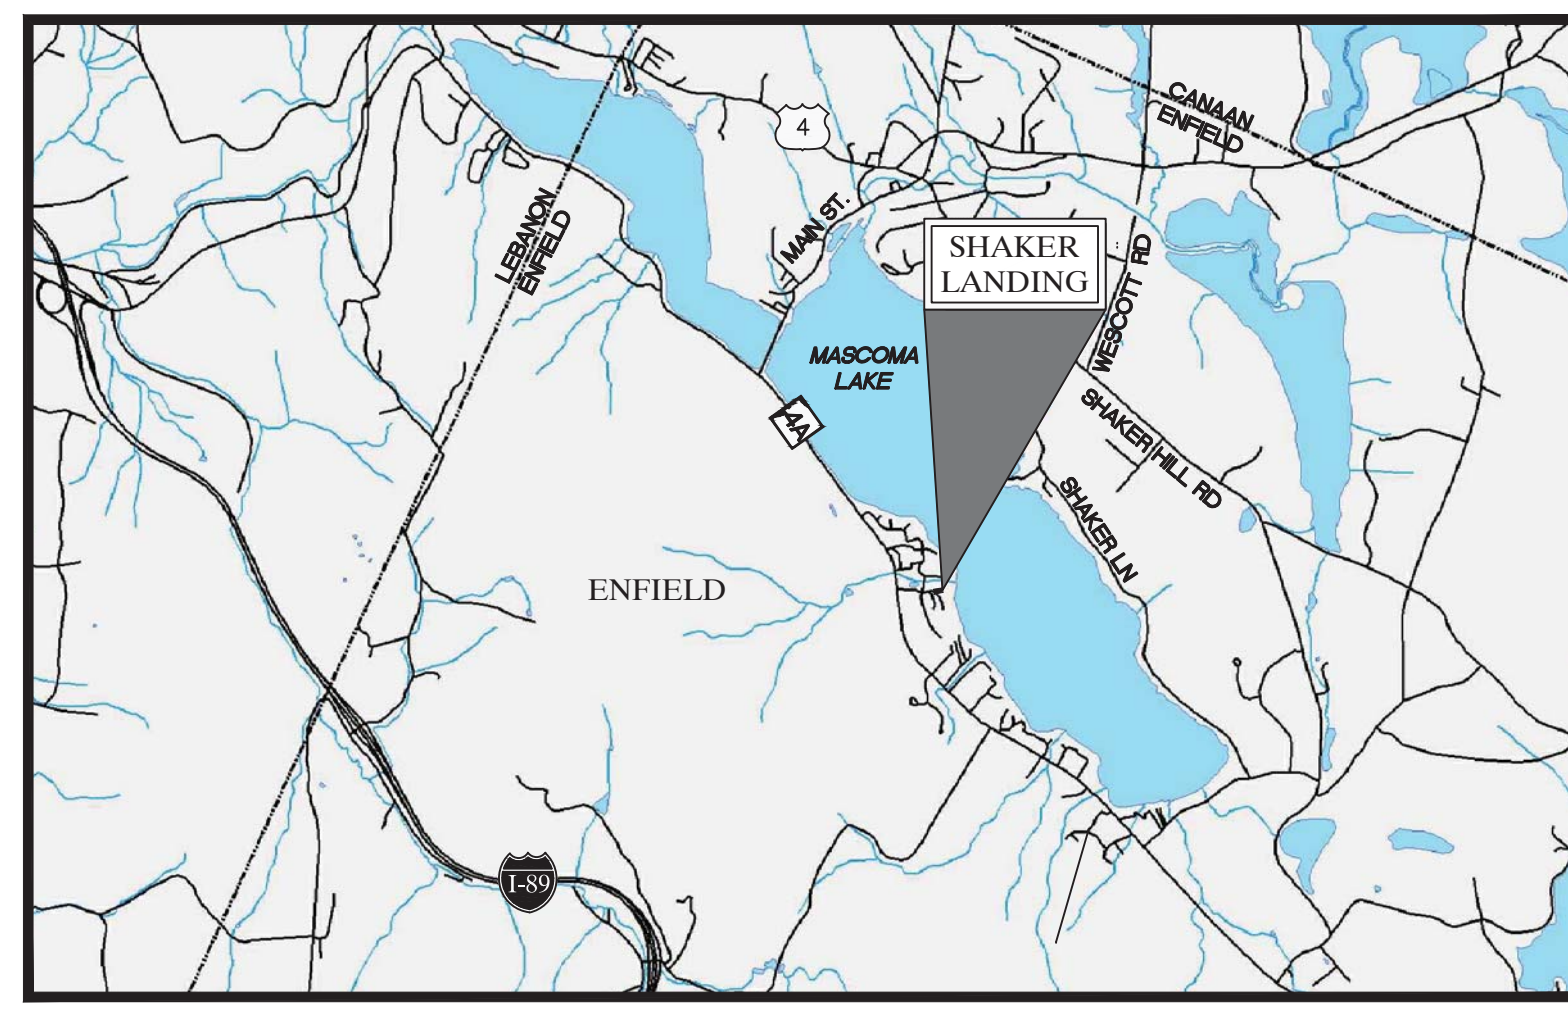 CANAAN
ENFIELD
4
LEBANON
ENFIELD
MAIN ST.
SHAKER
LANDING
WESCOTT RD
MASCOMA
LAKE
4A
SHAKER HILL RD
SHAKER LN
ENFIELD
I-89